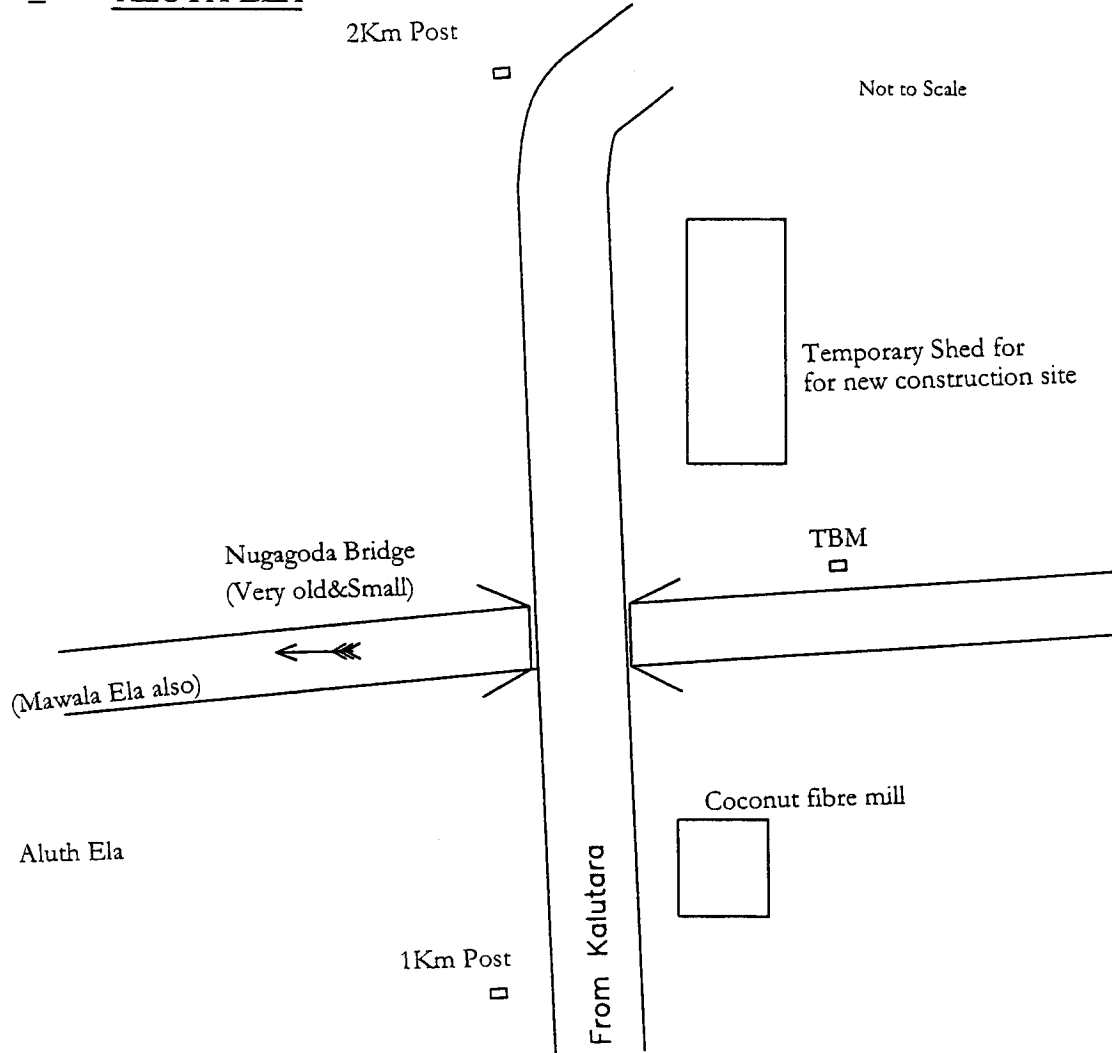 2Km Post
Not to Scale
Temporary Shed for
for new construction site
TBM
Nugagoda Bridge
(Very old&Small)
(Mawala Ela also)
Coconut fibre mill
Aluth Ela
From Kalutara
1Km Post